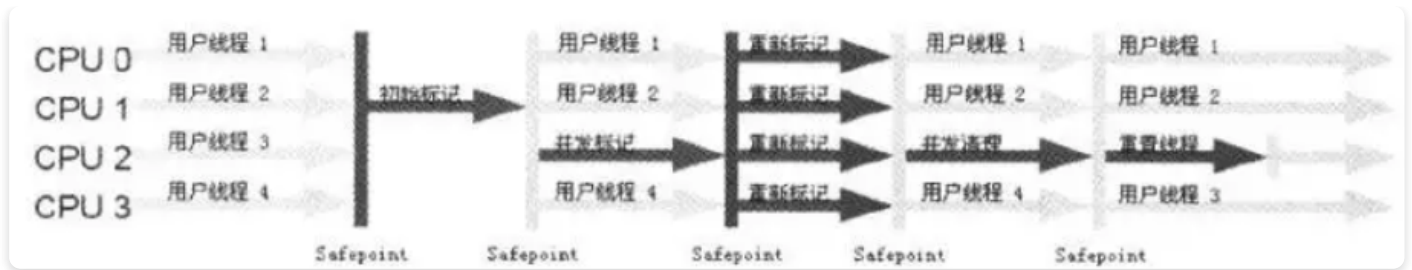 CPU 0 用户线程 1 用户线程 1 重新标记 用户线程 1 用户线程 1
CPU 1 用户线程 2 初始标记 用户线程 2 重新标记 用户线程 2 用户线程 2
CPU 2 用户线程 3 并发标记 重新标记 并发清理 重置线程
CPU 3 用户线程 4 用户线程 4 重新标记 用户线程 4 用户线程 3
Safepoint Safepoint Safepoint Safepoint Safepoint